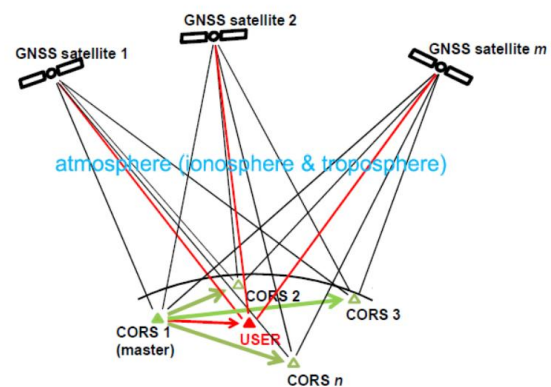 GNSS satellite 2
GNSS satellite 1
GNSS satellite m
atmosphere (ionosphere & troposphere)
CORS 2
CORS 3
CORS 1
(master)
USER
CORS n